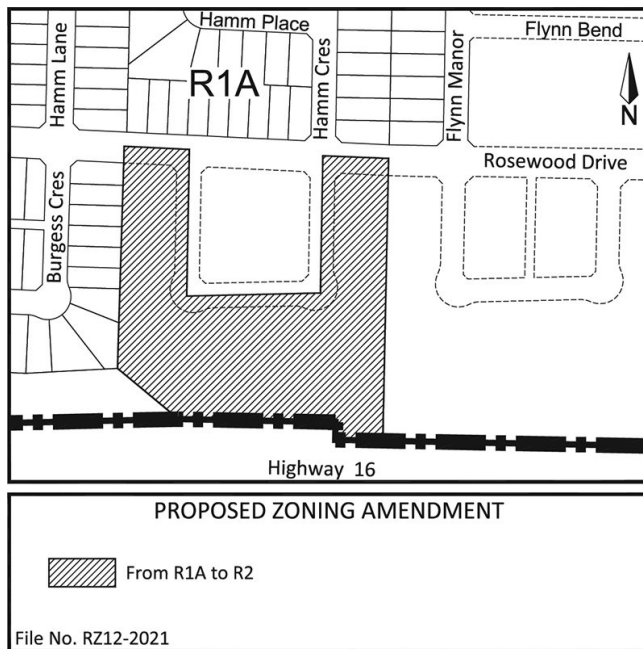 Hamm Place
Flynn Bend
Hamm Lane
R1A
Hamm Cres
Flynn Manor
N
Rosewood Drive
Burgess Cres
Highway 16
PROPOSED ZONING AMENDMENT
From R1A to R2
File No. RZ12-2021